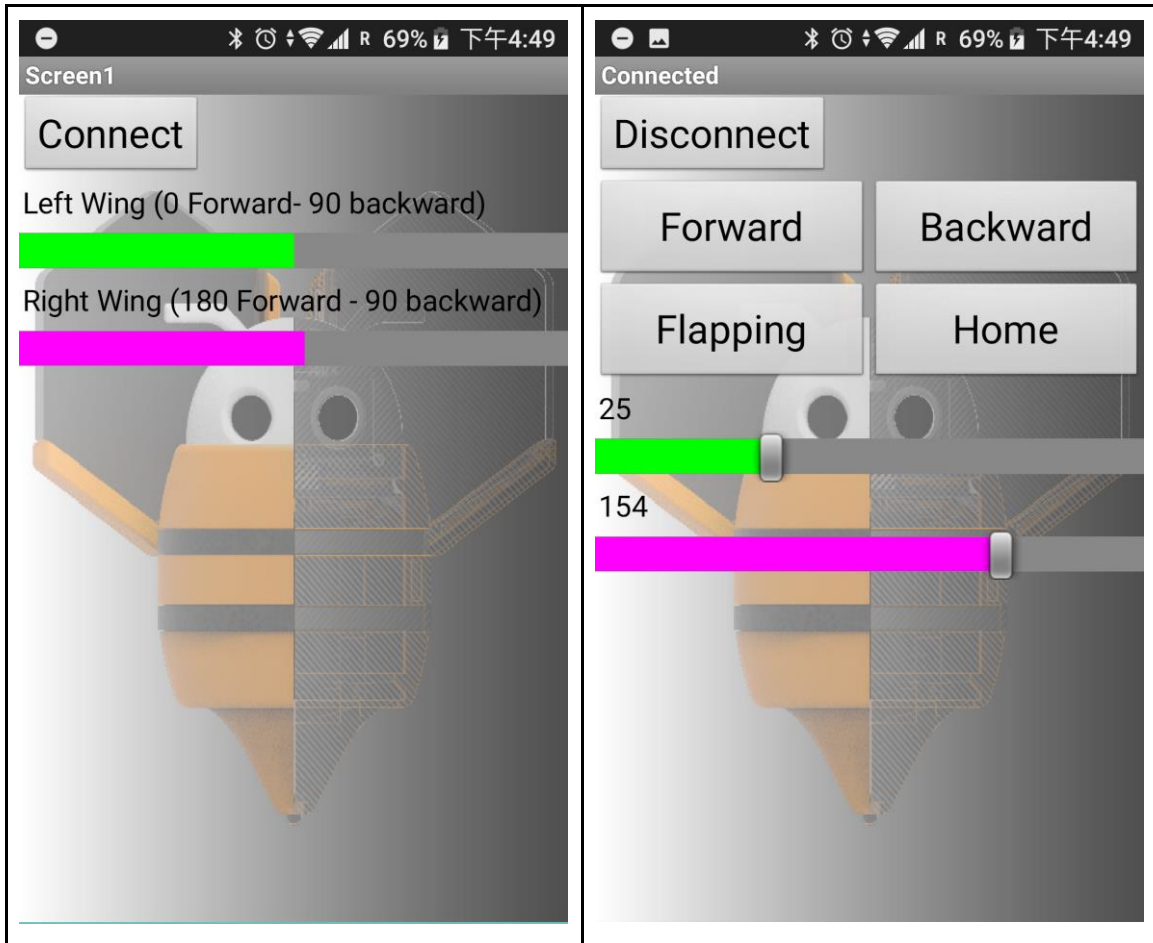 R 69% 下午4:49
Screen1
Connect
Left Wing (0 Forward- 90 backward)
Right Wing (180 Forward - 90 backward)
R 69% 下午4:49
Connected
Disconnect
Forward Backward
Flapping Home
25
154